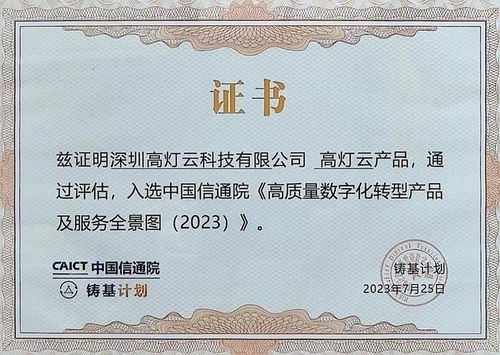 证书
兹证明深圳高灯云科技有限公司 高灯云产品，通
过评估，入选中国信通院《高质量数字化转型产品
及服务全景图（2023）》。
CAICT 中国信通院
铸基计划
铸基计划
2023年7月25日